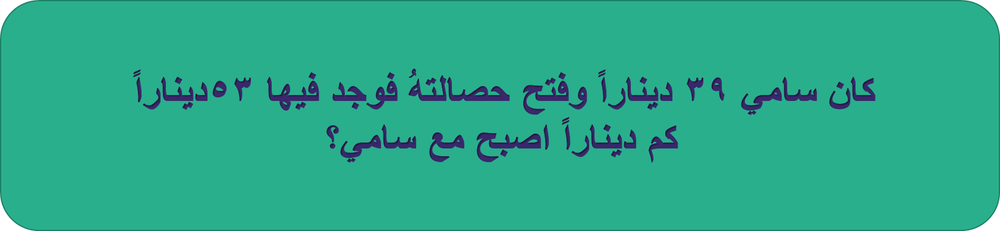 كان سامي ٣٩ ديناراً وفتح حصالتهُ فوجد فيها ٥٣ديناراً
كم ديناراً اصبح مع سامي؟